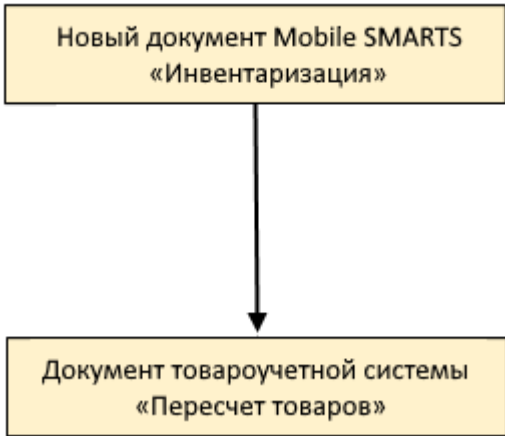 Новый документ Mobile SMARTS
«Инвентаризация»
Документ товароучетной системы
«Пересчет товаров»